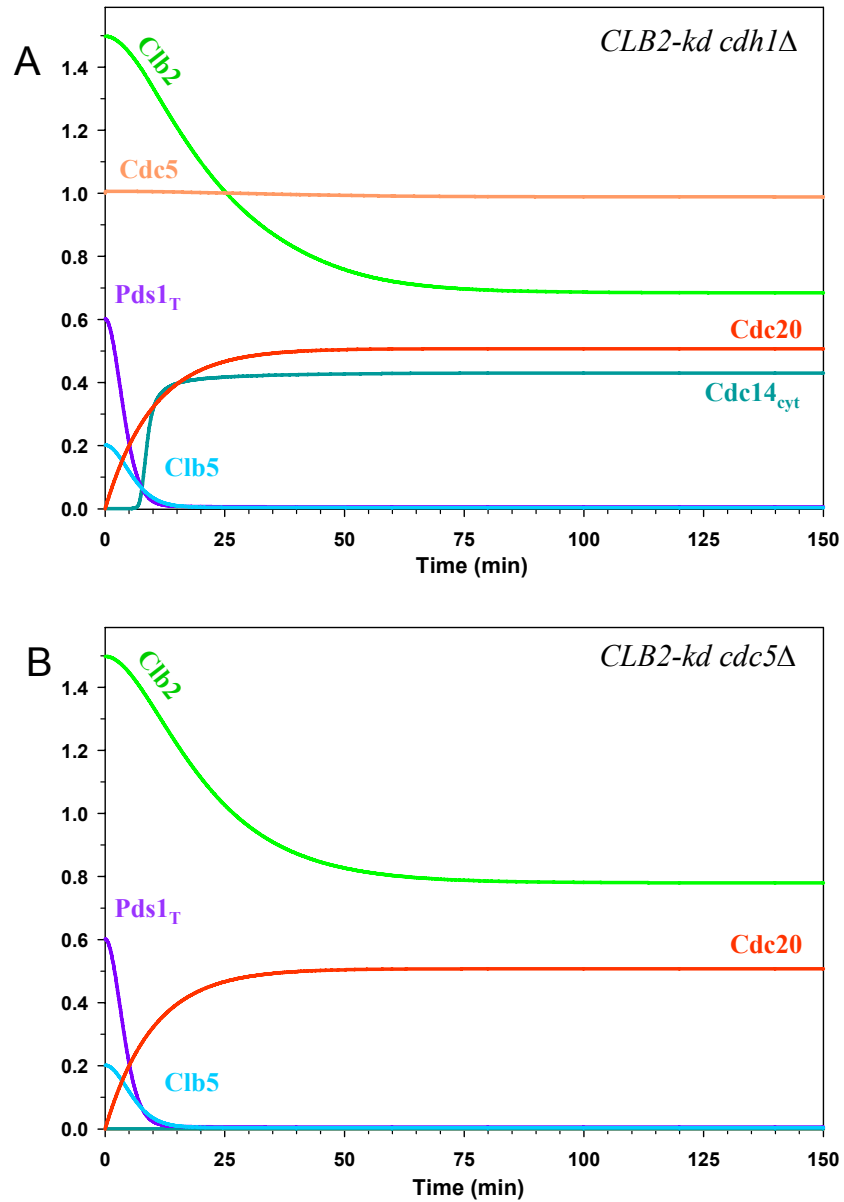 A
CLB2-kd cdh1Δ
Clb2
1.4
1.2
Cdc5
1.0
0.8
Pds1T
0.6
Cdc20
0.4
Cdc14cyt
0.2
Clb5
0.0
0 25 50 75 100 125 150
Time (min)
B
CLB2-kd cdc5Δ
Clb2
1.4
1.2
1.0
0.8
Pds1T
0.6
Cdc20
0.4
0.2
Clb5
0.0
0 25 50 75 100 125 150
Time (min)